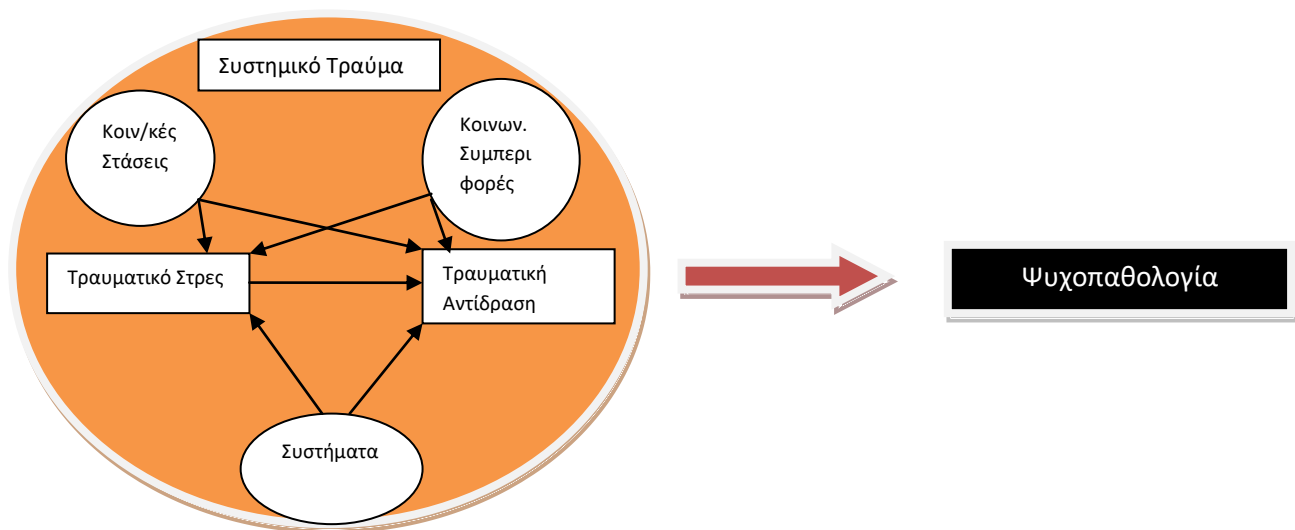 Συστημικό Τραύμα
Κοιν/κές
Στάσεις
Κοινων.
Συμπερι
φορές
Τραυματικό Στρες
Τραυματική
Αντίδραση
Ψυχοπαθολογία
Συστήματα